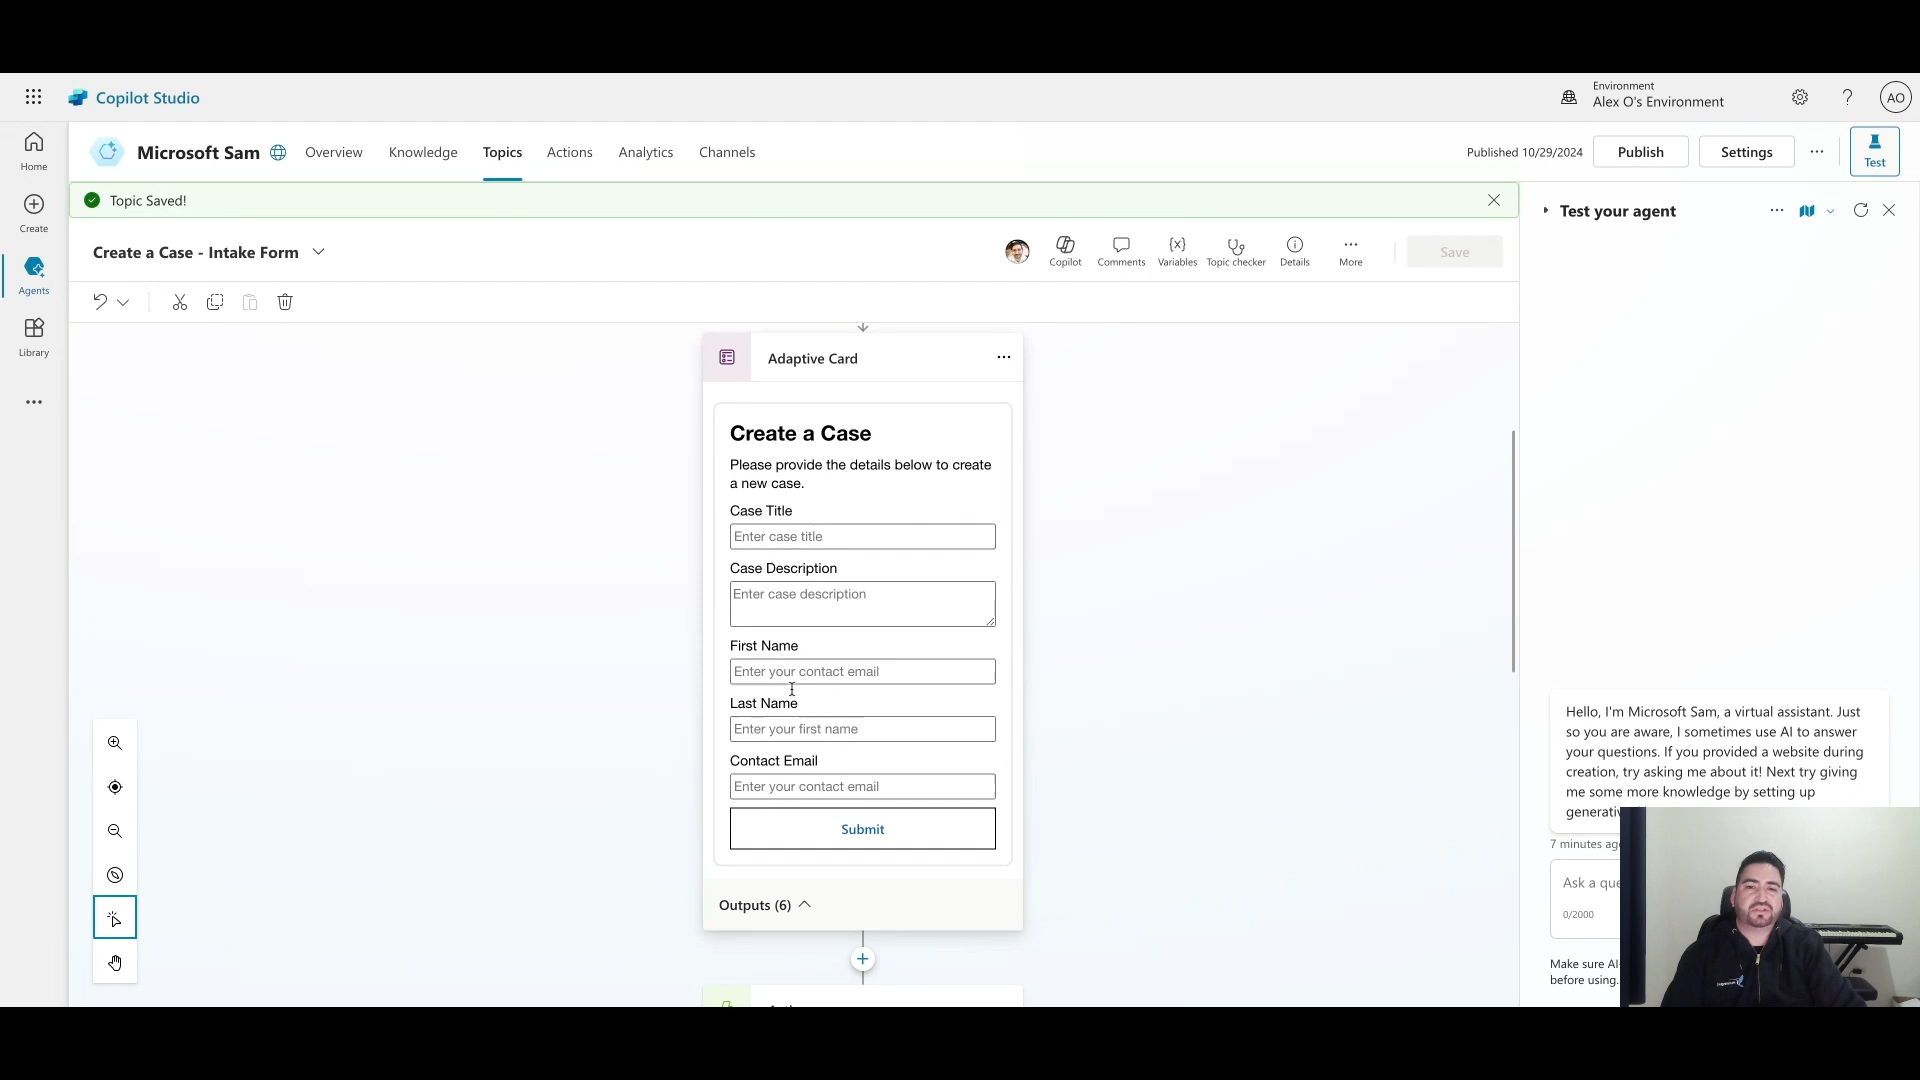 Copilot Studio
Environment
Alex O's Environment
AO
Home
Create
Agents
Library
Microsoft Sam
Overview
Knowledge
Topics
Actions
Analytics
Channels
Published 10/29/2024
Publish
Settings
Test
Topic Saved!
Create a Case - Intake Form
Copilot
Comments
Variables
Topic checker
Details
More
Save
Adaptive Card
Create a Case
Please provide the details below to create
a new case.
Case Title
Enter case title
Case Description
Enter case description
First Name
Enter your contact email
Last Name
Enter your first name
Contact Email
Enter your contact email
Submit
Outputs (6)
Test your agent
Hello, I'm Microsoft Sam, a virtual assistant. Just
so you are aware, I sometimes use AI to answer
your questions. If you provided a website during
creation, try asking me about it! Next try giving
me some more knowledge by setting up
7 minutes
Ask a
0/2000
Make sure AI
before using.